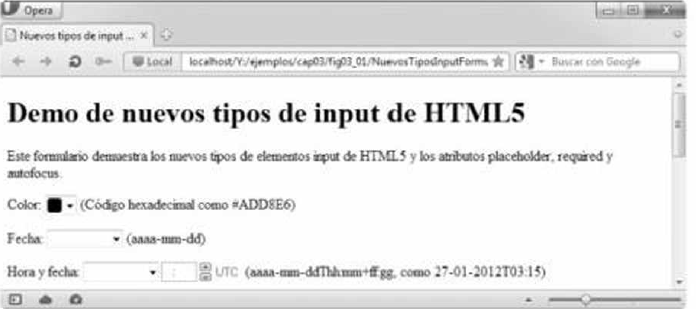 Opera
Nuevos tipos de input ...
Local localhost/Y:/ejemplos/cap03/fig03_01/NuevosTiposInputForms Buscar con Google
Demo de nuevos tipos de input de HTML5
Este formulario demuestra los nuevos tipos de elementos input de HTML5 y los atributos placeholder, required y
autofocus.
Color: (Código hexadecimal como #ADD8E6)
Fecha: (aaaa-mm-dd)
Hora y fecha: : UTC (aaaa-mm-ddThh:mm+ff:gg, como 27-01-2012T03:15)